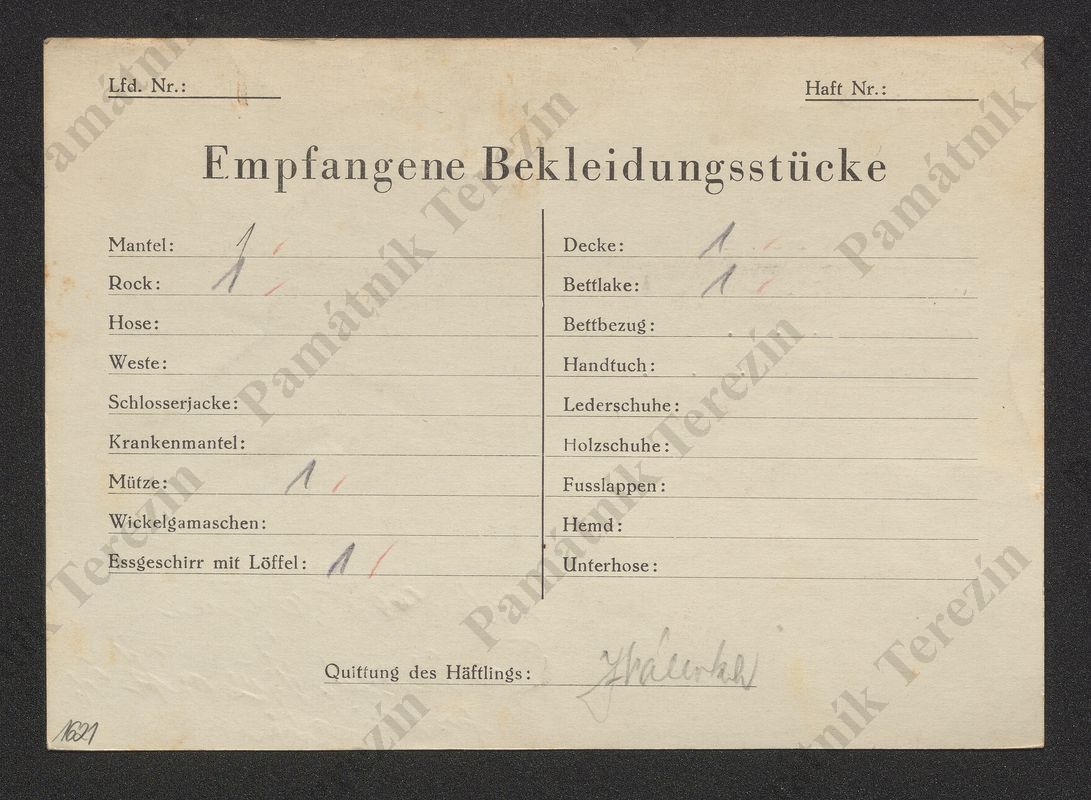 Lfd. Nr.:
Haft Nr.:
Empfangene Bekleidungsstücke
Mantel: 1
Rock: 1
Hose:
Weste:
Schlosserjacke:
Krankenmantel:
Mütze: 1
Wickelgamaschen:
Essgeschirr mit Löffel: 1
Decke: 1
Bettlake: 1
Bettbezug:
Handtuch:
Lederschuhe:
Holzschuhe:
Fusslappen:
Hemd:
Unterhose:
Quittung des Häftlings:
1621
Památník Terezín